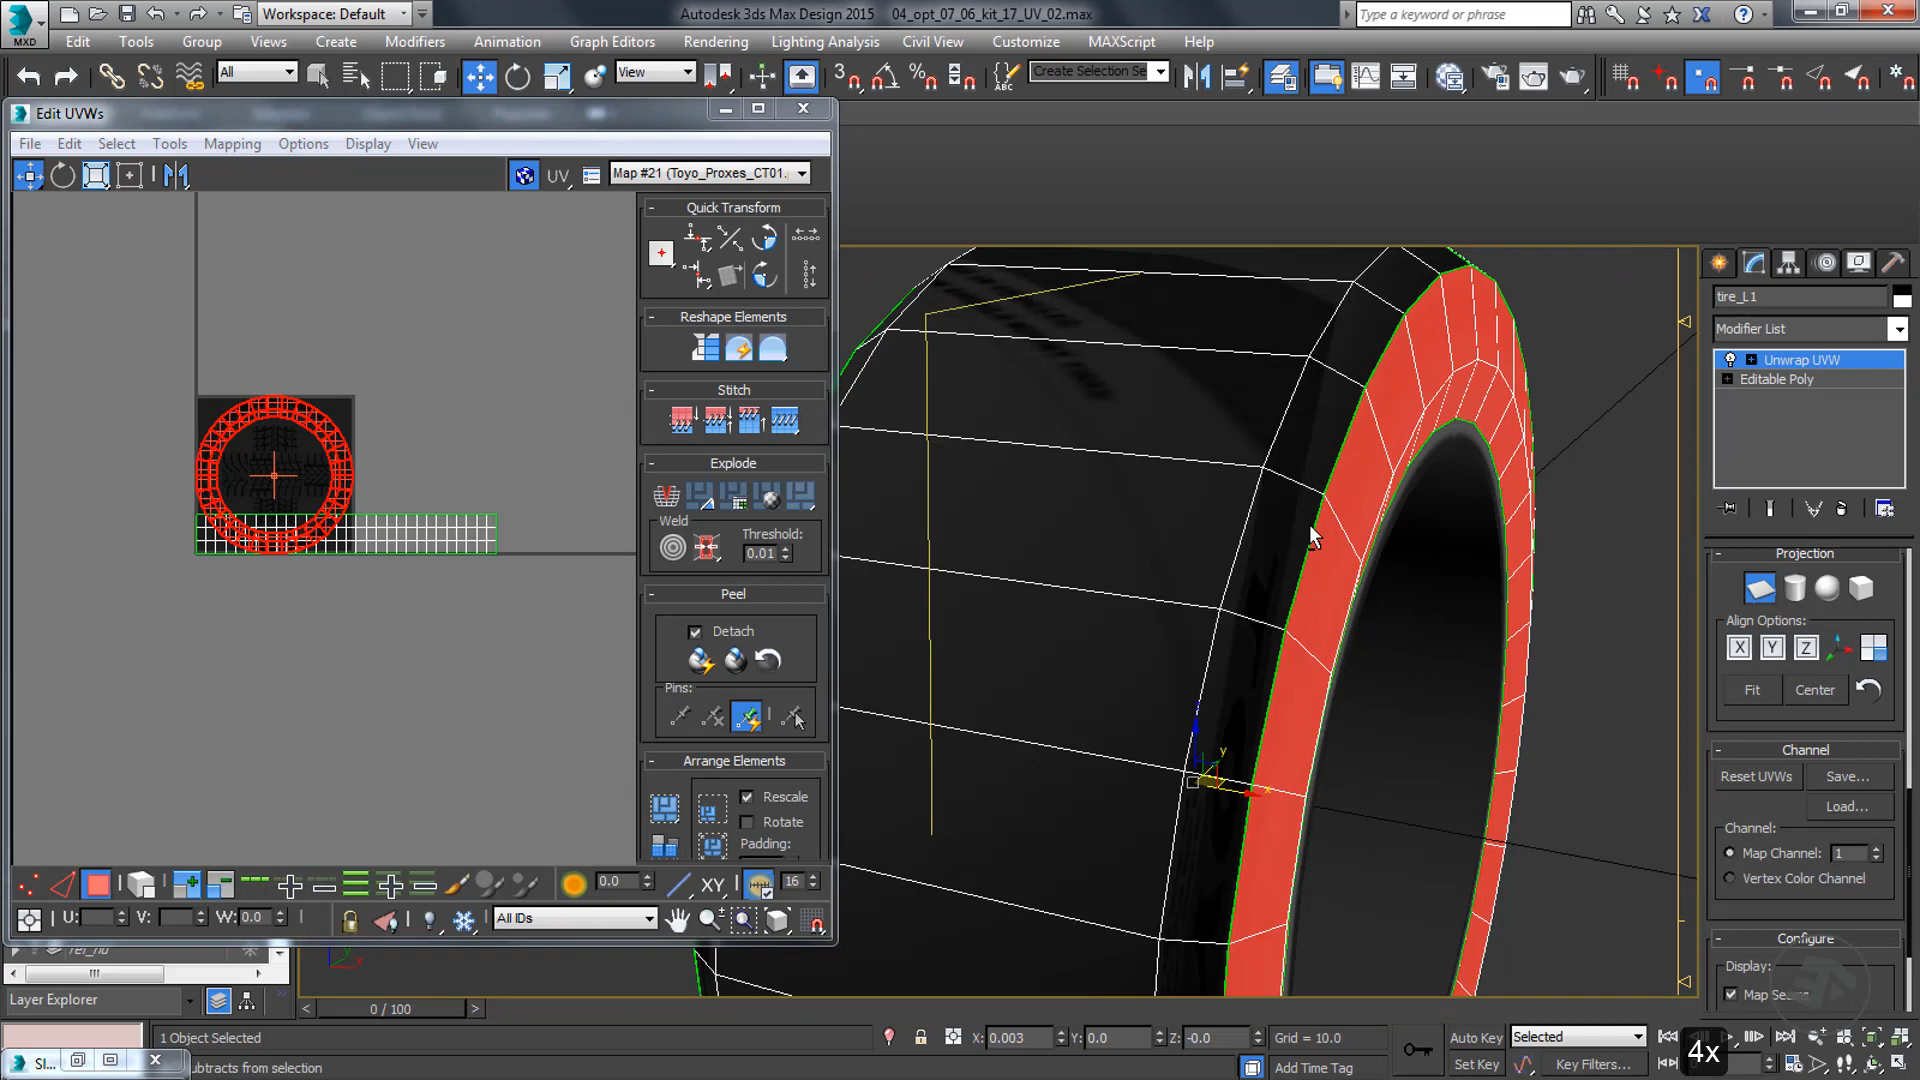 Workspace: Default
Autodesk 3ds Max Design 2015    04_opt_07_06_kit_17_UV_02.max
Type a keyword or phrase
MXD
Edit Tools Group Views Create Modifiers Animation Graph Editors Rendering Lighting Analysis Civil View Customize MAXScript Help
All
View
Create Selection Se
Edit UVWs
File Edit Select Tools Mapping Options Display View
UV
Map #21 (Toyo_Proxes_CT01.
Quick Transform
Reshape Elements
Stitch
Explode
Weld
Threshold:
0.01
Peel
Detach
Pins:
Arrange Elements
Rescale
Rotate
Padding:
0.0
XY
16
U:
V:
W: 0.0
All IDs
tire_L1
Modifier List
Unwrap UVW
Editable Poly
Projection
Align Options:
X Y Z
Fit
Center
Channel
Reset UVWs
Save...
Load...
Channel:
Map Channel: 1
Vertex Color Channel
Configure
Display:
Map Seams
y
x
Layer Explorer
0 / 100
1 Object Selected
X: 0.003
Y: 0.0
Z: -0.0
Grid = 10.0
Auto Key
Selected
Set Key
Key Filters...
Add Time Tag
Sl...
ubtracts from selection
4x